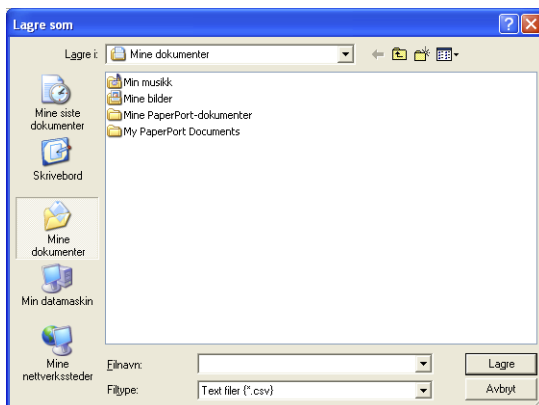 Lagre som
Lagre i:
Mine dokumenter
Min musikk
Mine bilder
Mine PaperPort-dokumenter
My PaperPort Documents
Mine siste
dokumenter
Skrivebord
Mine
dokumenter
Min datamaskin
Mine
nettverkssteder
Filnavn:
Lagre
Filtype:
Text filer (*.csv)
Avbryt